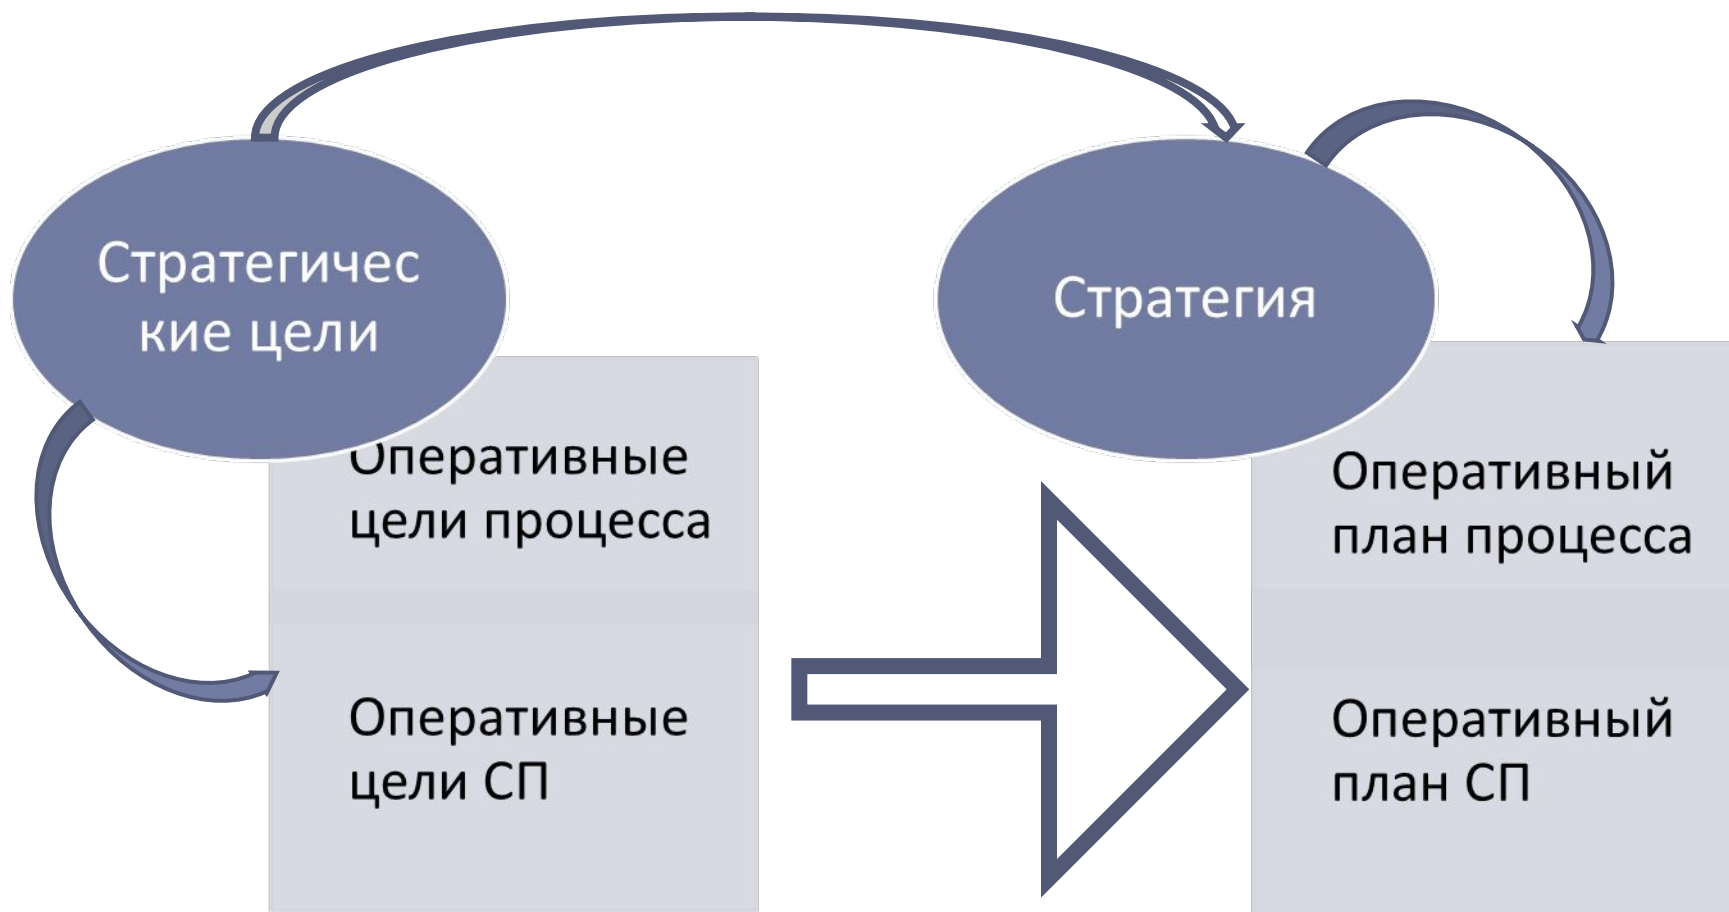 Стратегичес
кие цели
Оперативные
цели процесса
Оперативные
цели СП
Стратегия
Оперативный
план процесса
Оперативный
план СП